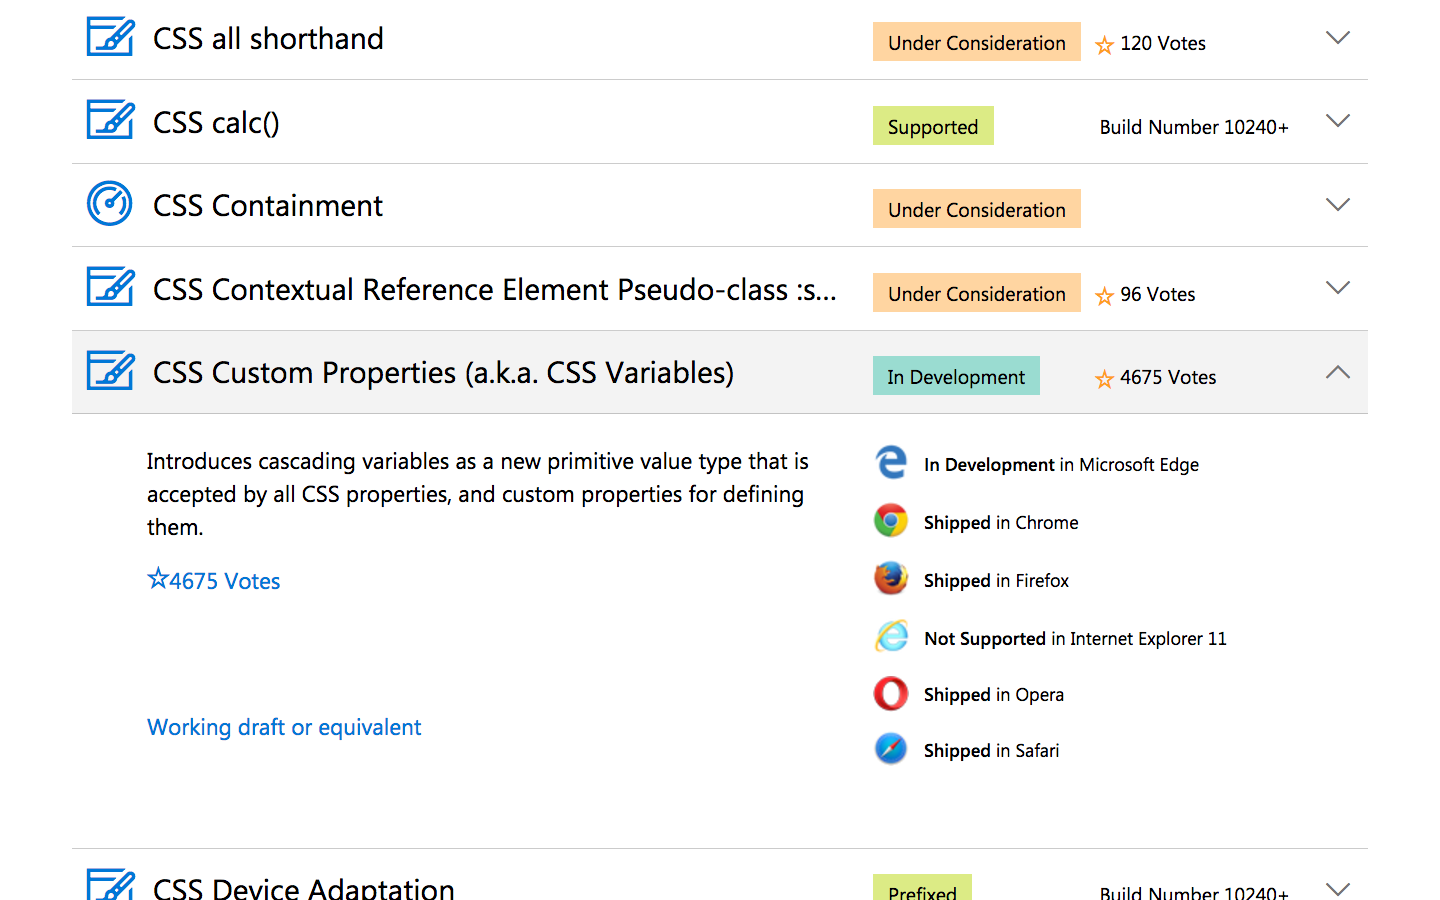 CSS all shorthand Under Consideration 120 Votes
CSS calc() Supported Build Number 10240+
CSS Containment Under Consideration
CSS Contextual Reference Element Pseudo-class :s... Under Consideration 96 Votes
CSS Custom Properties (a.k.a. CSS Variables) In Development 4675 Votes
Introduces cascading variables as a new primitive value type that is
accepted by all CSS properties, and custom properties for defining
them.
4675 Votes
Working draft or equivalent
In Development in Microsoft Edge
Shipped in Chrome
Shipped in Firefox
Not Supported in Internet Explorer 11
Shipped in Opera
Shipped in Safari
CSS Device Adaptation Prefixed Build Number 10240+